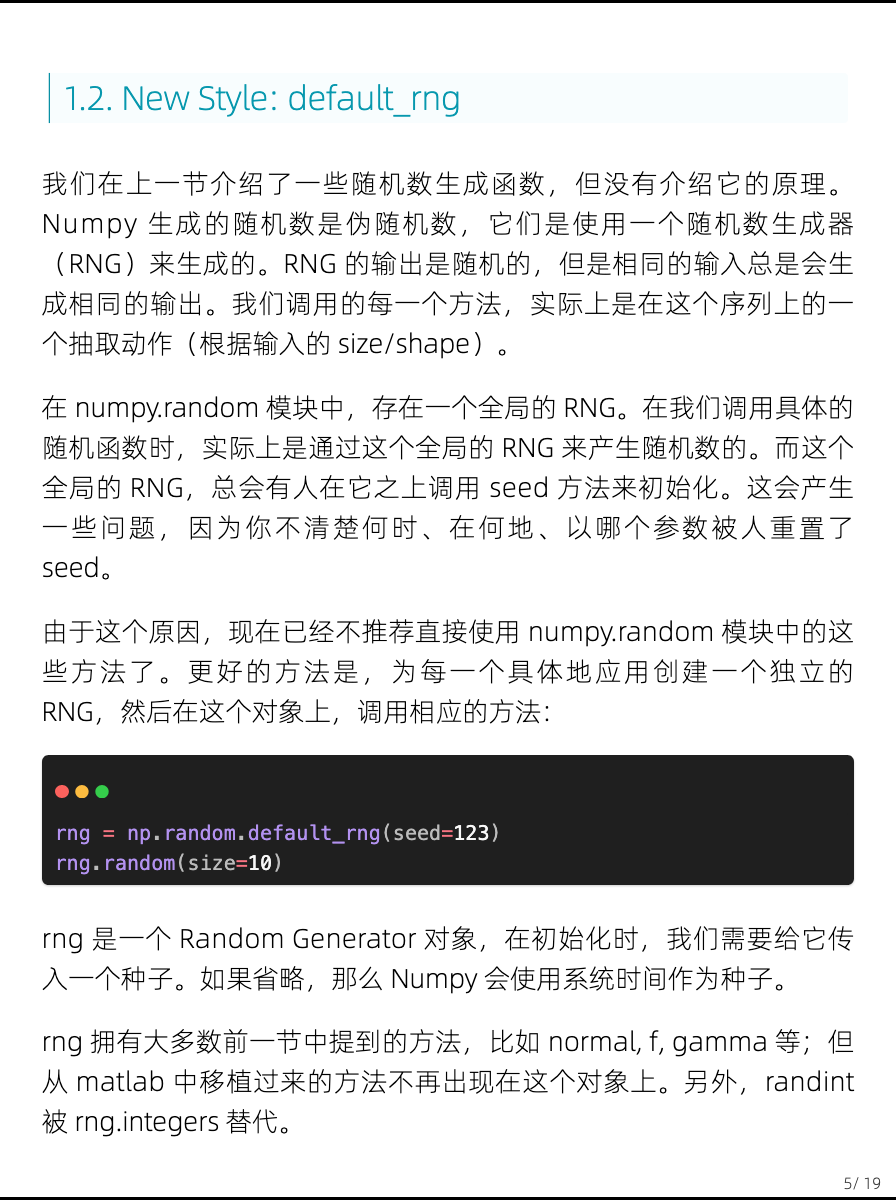 1.2. New Style: default_rng
我们在上一节介绍了一些随机数生成函数，但没有介绍它的原理。
Numpy 生成的随机数是伪随机数，它们是使用一个随机数生成器
（RNG）来生成的。RNG 的输出是随机的，但是相同的输入总是会生
成相同的输出。我们调用的每一个方法，实际上是在这个序列上的一
个抽取动作（根据输入的 size/shape）。
在 numpy.random 模块中，存在一个全局的 RNG。在我们调用具体的
随机函数时，实际上是通过这个全局的 RNG 来产生随机数的。而这个
全局的 RNG，总会有人在它之上调用 seed 方法来初始化。这会产生
一些问题，因为你不清楚何时、在何地、以哪个参数被人重置了
seed。
由于这个原因，现在已经不推荐直接使用 numpy.random 模块中的这
些方法了。更好的方法是，为每一个具体地应用创建一个独立的
RNG，然后在这个对象上，调用相应的方法：
rng = np.random.default_rng(seed=123)
rng.random(size=10)
rng 是一个 Random Generator 对象，在初始化时，我们需要给它传
入一个种子。如果省略，那么 Numpy 会使用系统时间作为种子。
rng 拥有大多数前一节中提到的方法，比如 normal, f, gamma 等；但
从 matlab 中移植过来的方法不再出现在这个对象上。另外，randint
被 rng.integers 替代。
5/ 19